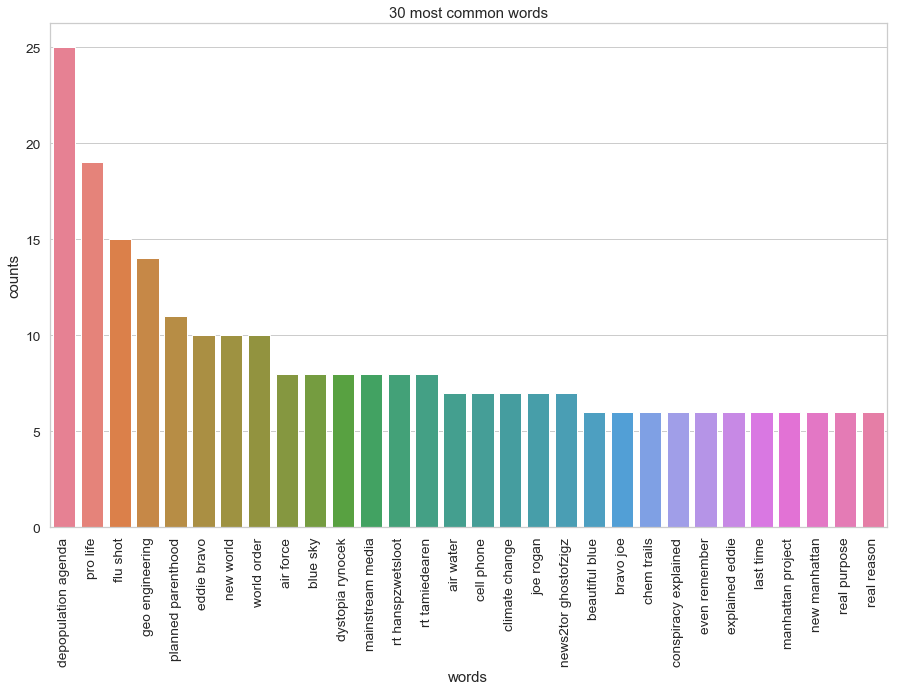 30 most common words
counts
25
20
15
10
5
0
depopulation agenda
pro life
flu shot
geo engineering
planned parenthood
eddie bravo
new world
world order
air force
blue sky
dystopia rynocek
mainstream media
rt hanspzwetsloot
rt tamiedearen
air water
cell phone
climate change
joe rogan
news2tor ghostofzigz
beautiful blue
bravo joe
chem trails
conspiracy explained
even remember
explained eddie
last time
manhattan project
new manhattan
real purpose
real reason
words